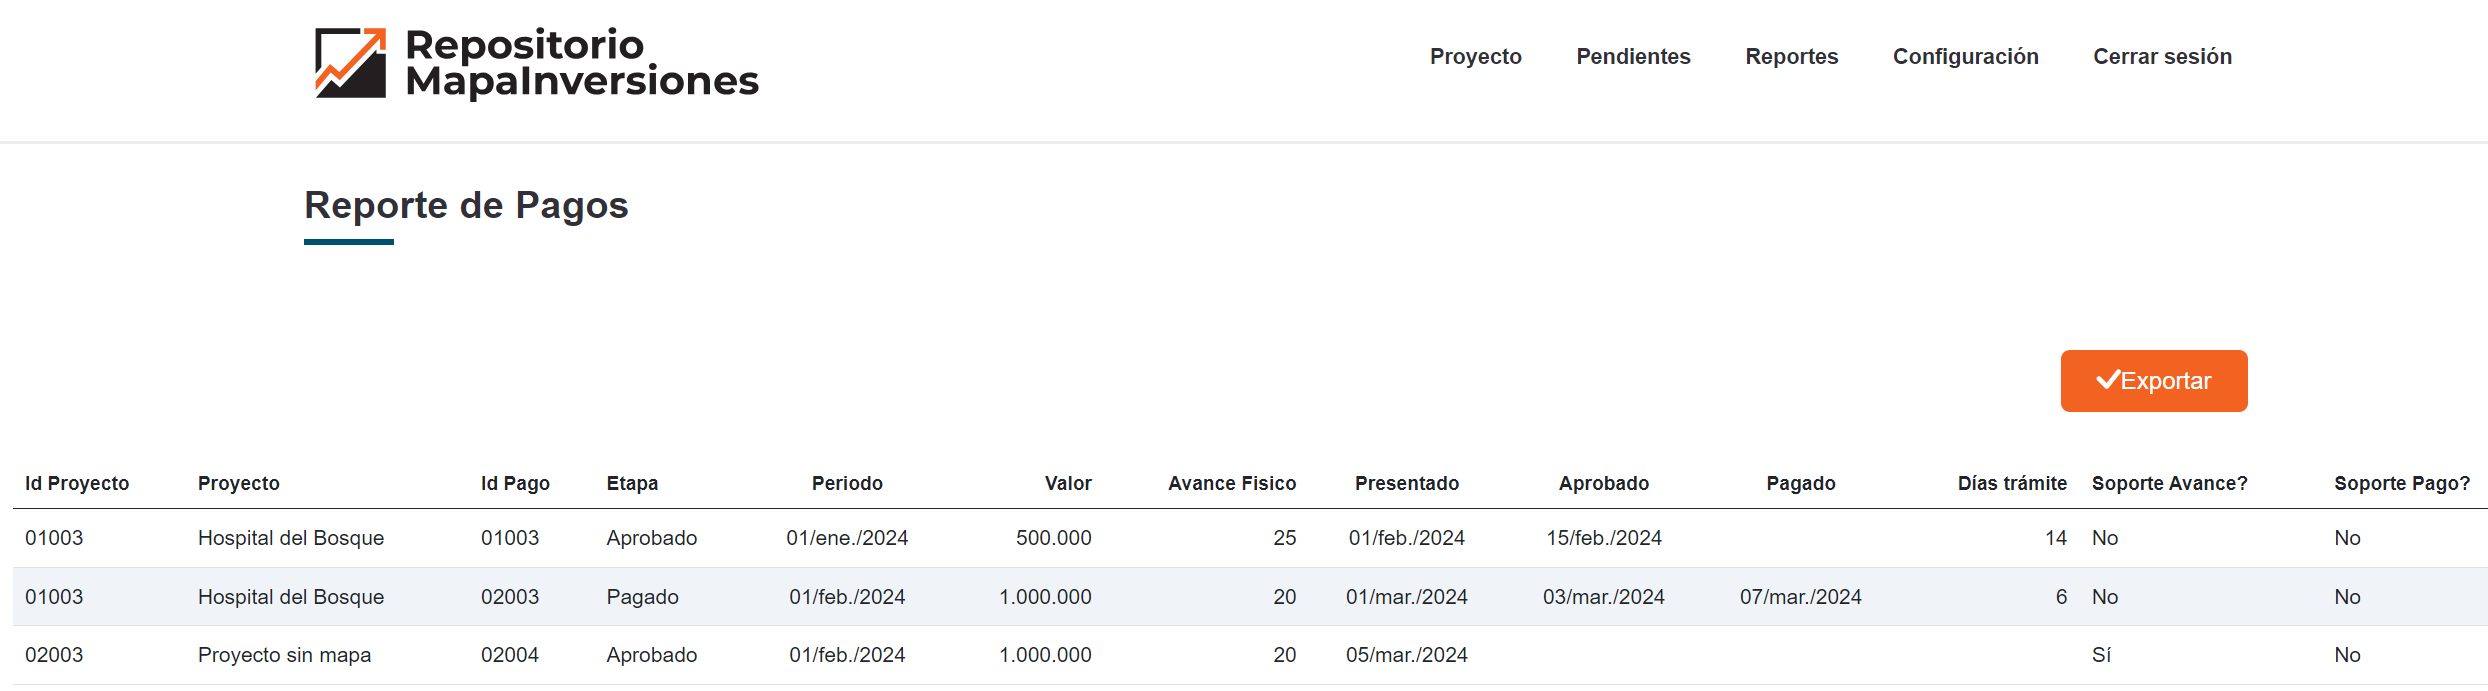 Repositorio
MapaInversiones
Proyecto Pendientes Reportes Configuración Cerrar sesión
Reporte de Pagos
Exportar
Id Proyecto Proyecto Id Pago Etapa Periodo Valor Avance Fisico Presentado Aprobado Pagado Días trámite Soporte Avance? Soporte Pago?
01003 Hospital del Bosque 01003 Aprobado 01/ene./2024 500.000 25 01/feb./2024 15/feb./2024 14 No No
01003 Hospital del Bosque 02003 Pagado 01/feb./2024 1.000.000 20 01/mar./2024 03/mar./2024 07/mar./2024 6 No No
02003 Proyecto sin mapa 02004 Aprobado 01/feb./2024 1.000.000 20 05/mar./2024 Sí No